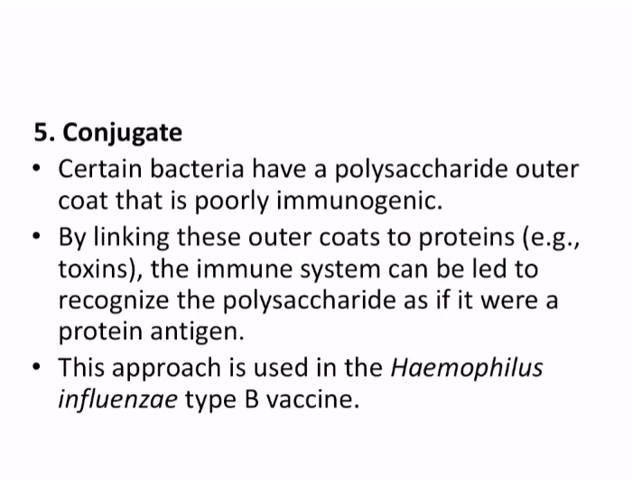 5. Conjugate
• Certain bacteria have a polysaccharide outer
coat that is poorly immunogenic.
• By linking these outer coats to proteins (e.g.,
toxins), the immune system can be led to
recognize the polysaccharide as if it were a
protein antigen.
• This approach is used in the Haemophilus
influenzae type B vaccine.